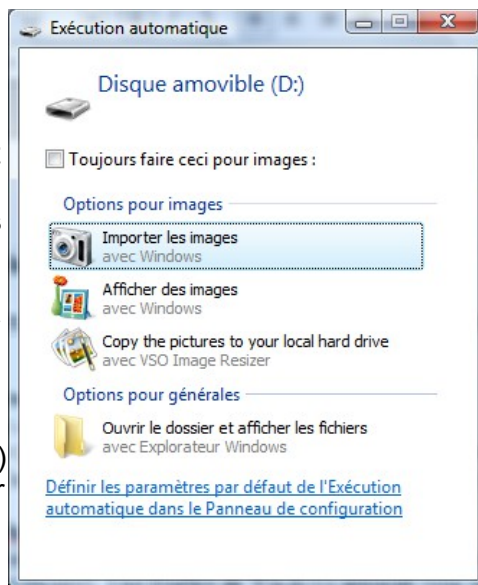 Exécution automatique
Disque amovible (D:)
Toujours faire ceci pour images :
Options pour images
Importer les images
avec Windows
Afficher des images
avec Windows
Copy the pictures to your local hard drive
avec VSO Image Resizer
Options pour générales
Ouvrir le dossier et afficher les fichiers
avec Explorateur Windows
)
r
Définir les paramètres par défaut de l'Exécution
automatique dans le Panneau de configuration